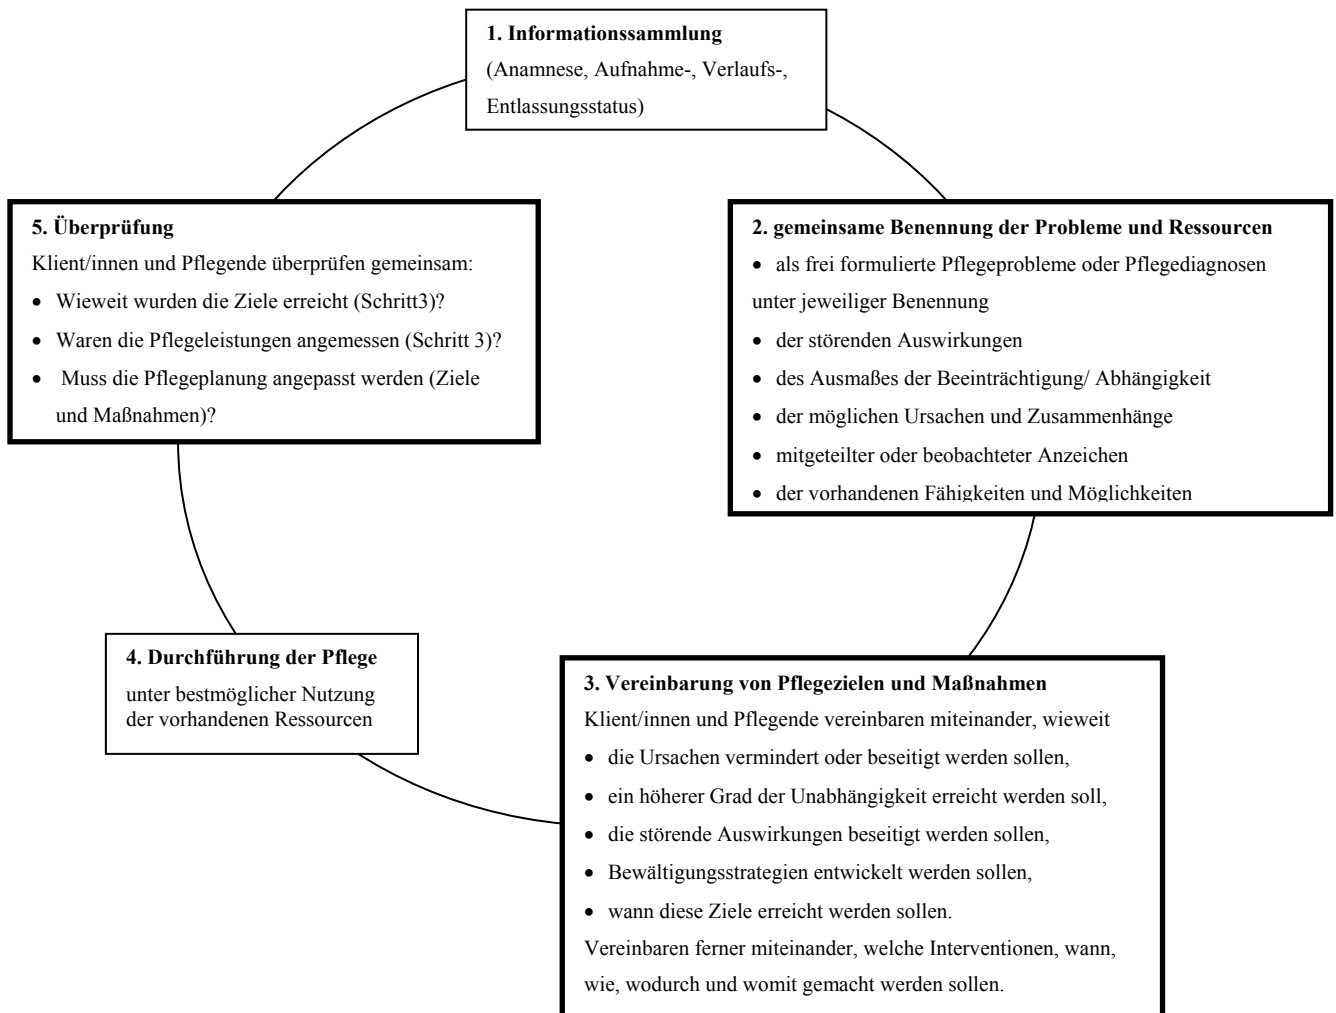 1. Informationssammlung
(Anamnese, Aufnahme-, Verlaufs-,
Entlassungsstatus)
2. gemeinsame Benennung der Probleme und Ressourcen
• als frei formulierte Pflegeprobleme oder Pflegediagnosen
unter jeweiliger Benennung
• der störenden Auswirkungen
• des Ausmaßes der Beeinträchtigung/ Abhängigkeit
• der möglichen Ursachen und Zusammenhänge
• mitgeteilter oder beobachteter Anzeichen
• der vorhandenen Fähigkeiten und Möglichkeiten
3. Vereinbarung von Pflegezielen und Maßnahmen
Klient/innen und Pflegende vereinbaren miteinander, wieweit
• die Ursachen vermindert oder beseitigt werden sollen,
• ein höherer Grad der Unabhängigkeit erreicht werden soll,
• die störende Auswirkungen beseitigt werden sollen,
• Bewältigungsstrategien entwickelt werden sollen,
• wann diese Ziele erreicht werden sollen.
Vereinbaren ferner miteinander, welche Interventionen, wann,
wie, wodurch und womit gemacht werden sollen.
4. Durchführung der Pflege
unter bestmöglicher Nutzung
der vorhandenen Ressourcen
5. Überprüfung
Klient/innen und Pflegende überprüfen gemeinsam:
• Wieweit wurden die Ziele erreicht (Schritt3)?
• Waren die Pflegeleistungen angemessen (Schritt 3)?
• Muss die Pflegeplanung angepasst werden (Ziele
und Maßnahmen)?